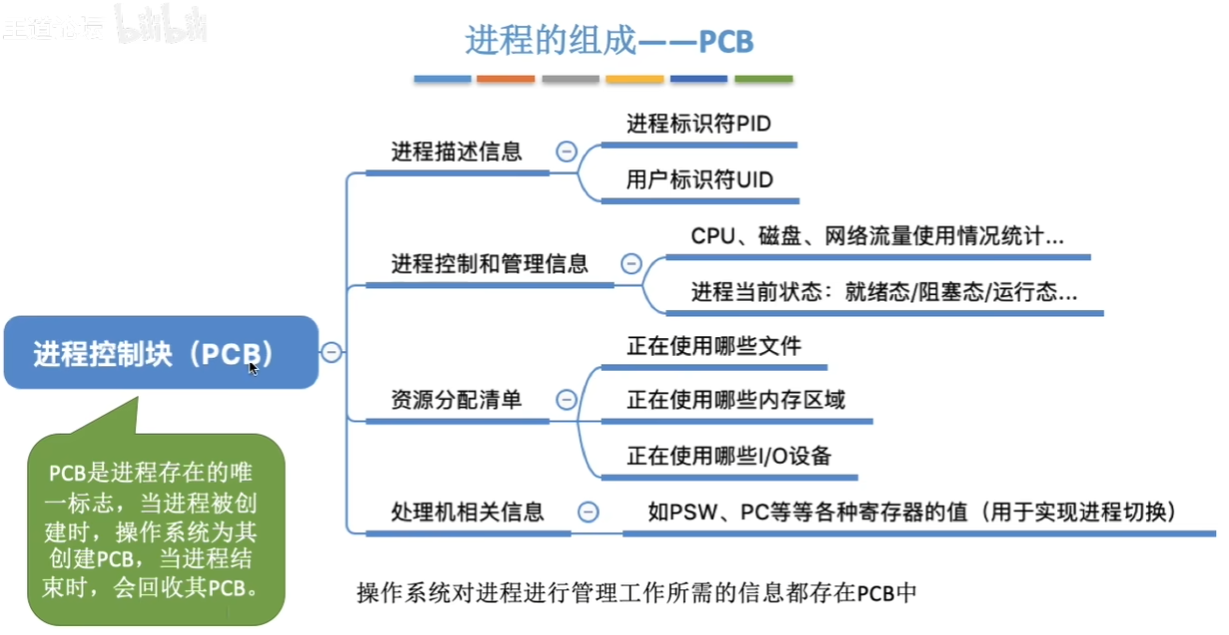 王道论坛 bilibili
进程的组成——PCB
进程描述信息
进程标识符PID
用户标识符UID
进程控制和管理信息
CPU、磁盘、网络流量使用情况统计...
进程当前状态：就绪态/阻塞态/运行态...
进程控制块（PCB）
资源分配清单
正在使用哪些文件
正在使用哪些内存区域
正在使用哪些I/O设备
处理机相关信息
如PSW、PC等等各种寄存器的值（用于实现进程切换）
PCB是进程存在的唯
一标志，当进程被创
建时，操作系统为其
创建PCB，当进程结
束时，会回收其PCB。
操作系统对进程进行管理工作所需的信息都存在PCB中